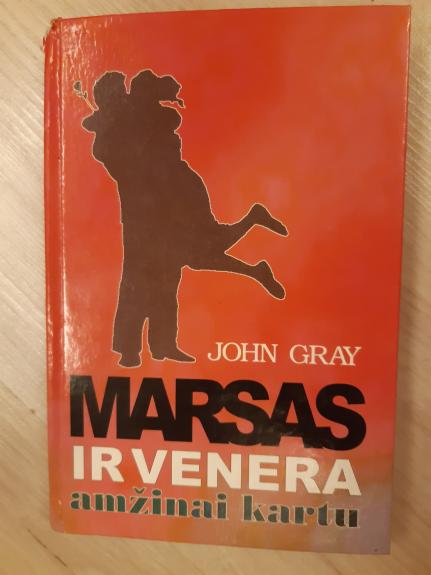 JOHN GRAY
MARSAS
IR VENERA
amžinai kartu